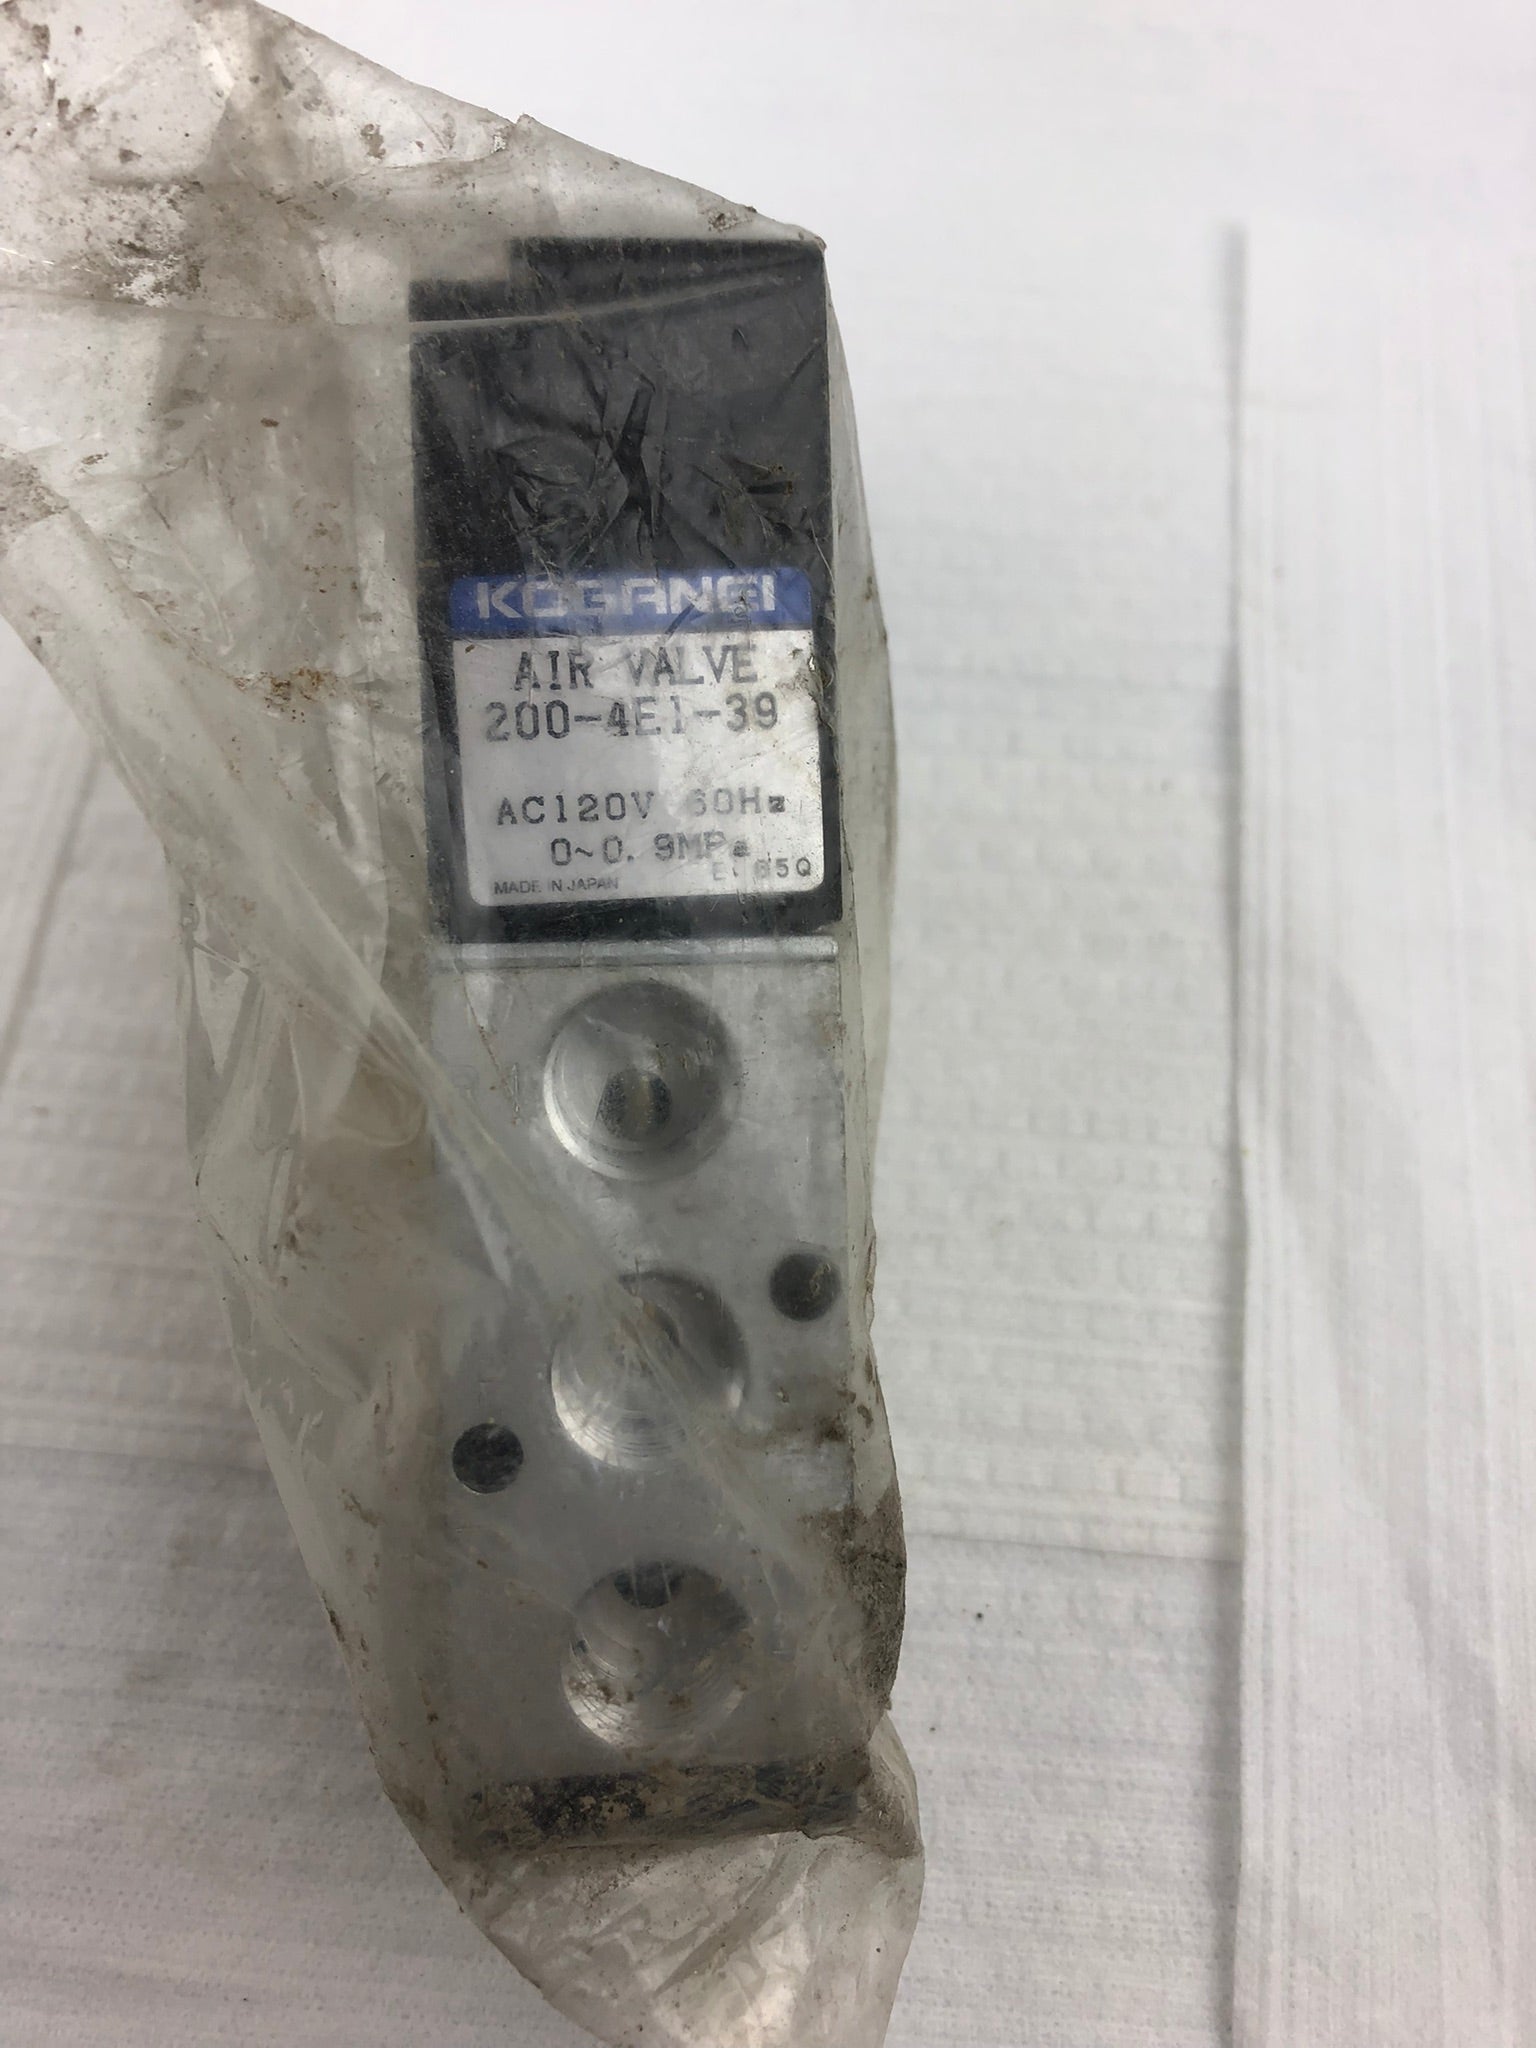 KOGANEI
AIR VALVE
200-4E1-39
AC120V 60Hz
0~0.9MPa
MADE IN JAPAN